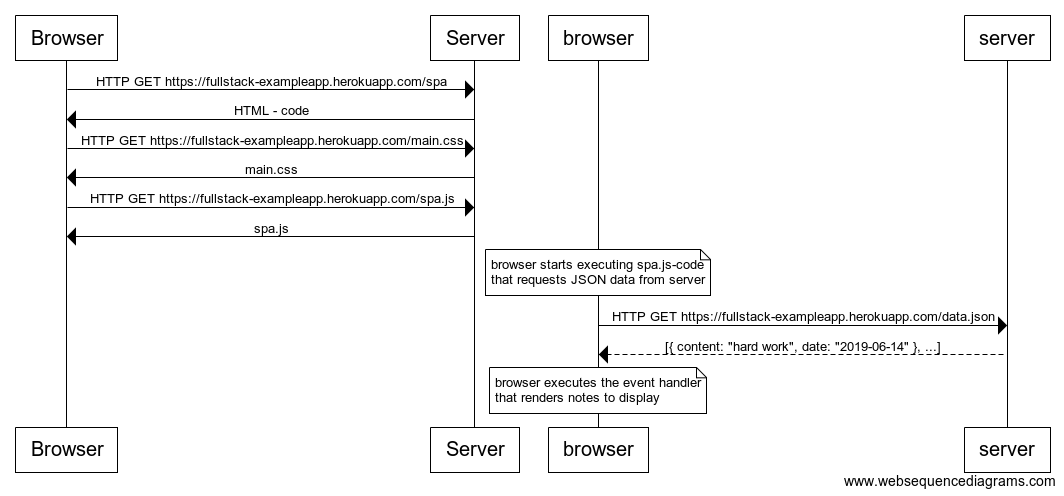 Browser Server browser server
HTTP GET https://fullstack-exampleapp.herokuapp.com/spa
HTML - code
HTTP GET https://fullstack-exampleapp.herokuapp.com/main.css
main.css
HTTP GET https://fullstack-exampleapp.herokuapp.com/spa.js
spa.js
browser starts executing spa.js-code
that requests JSON data from server
HTTP GET https://fullstack-exampleapp.herokuapp.com/data.json
[{ content: "hard work", date: "2019-06-14" }, ...]
browser executes the event handler
that renders notes to display
Browser Server browser server
www.websequencediagrams.com